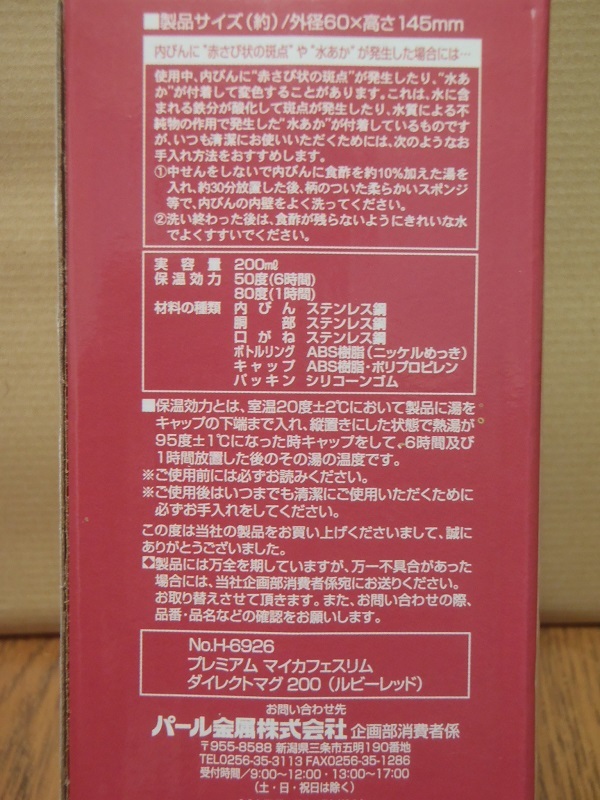 ■製品サイズ(約)/外径60×高さ145mm
内びんに"赤さび状の斑点"や"水あか"が発生した場合には…
使用中、内びんに"赤さび状の斑点"が発生したり、"水あ
か"が付着して変色することがあります。これは、水に含
まれる鉄分が酸化して斑点が発生したり、水質による不
純物の作用で発生した"水あか"が付着しているものです
が、いつも清潔にお使いいただくためには、次のようなお
手入れ方法をおすすめします。
①中せんをしないで内びんに食酢を約10%加えた湯を
入れ、約30分放置した後、柄のついた柔らかいスポンジ
等で、内びんの内壁をよく洗ってください。
②洗い終わった後は、食酢が残らないようにきれいな水
でよくすすいでください。
実容量 200mℓ
保温効力 50度(6時間)
80度(1時間)
材料の種類 内びん ステンレス鋼
胴部 ステンレス鋼
口がね ステンレス鋼
ボトルリング ABS樹脂(ニッケルめっき)
キャップ ABS樹脂・ポリプロピレン
パッキン シリコーンゴム
■保温効力とは、室温20度±2℃において製品に湯を
キャップの下端まで入れ、縦置きにした状態で熱湯が
95度±1℃になった時キャップをして、6時間及び
1時間放置した後のその湯の温度です。
※ご使用前には必ずお読みください。
※ご使用後はいつまでも清潔にご使用いただくために
必ずお手入れをしてください。
この度は当社の製品をお買い上げくださいまして、誠に
ありがとうございました。
◆製品には万全を期していますが、万一不具合があった
場合には、当社企画部消費者係宛にお送りください。
お取り替えさせて頂きます。また、お問い合わせの際、
品番・品名などの確認をお願いします。
No.H-6926
プレミアム マイカフェスリム
ダイレクトマグ200(ルビーレッド)
お問い合わせ先
パール金属株式会社 企画部消費者係
〒955-8588 新潟県三条市五明190番地
TEL0256-35-3113 FAX0256-35-1286
受付時間/9:00~12:00・13:00~17:00
(土・日・祝日は除く)